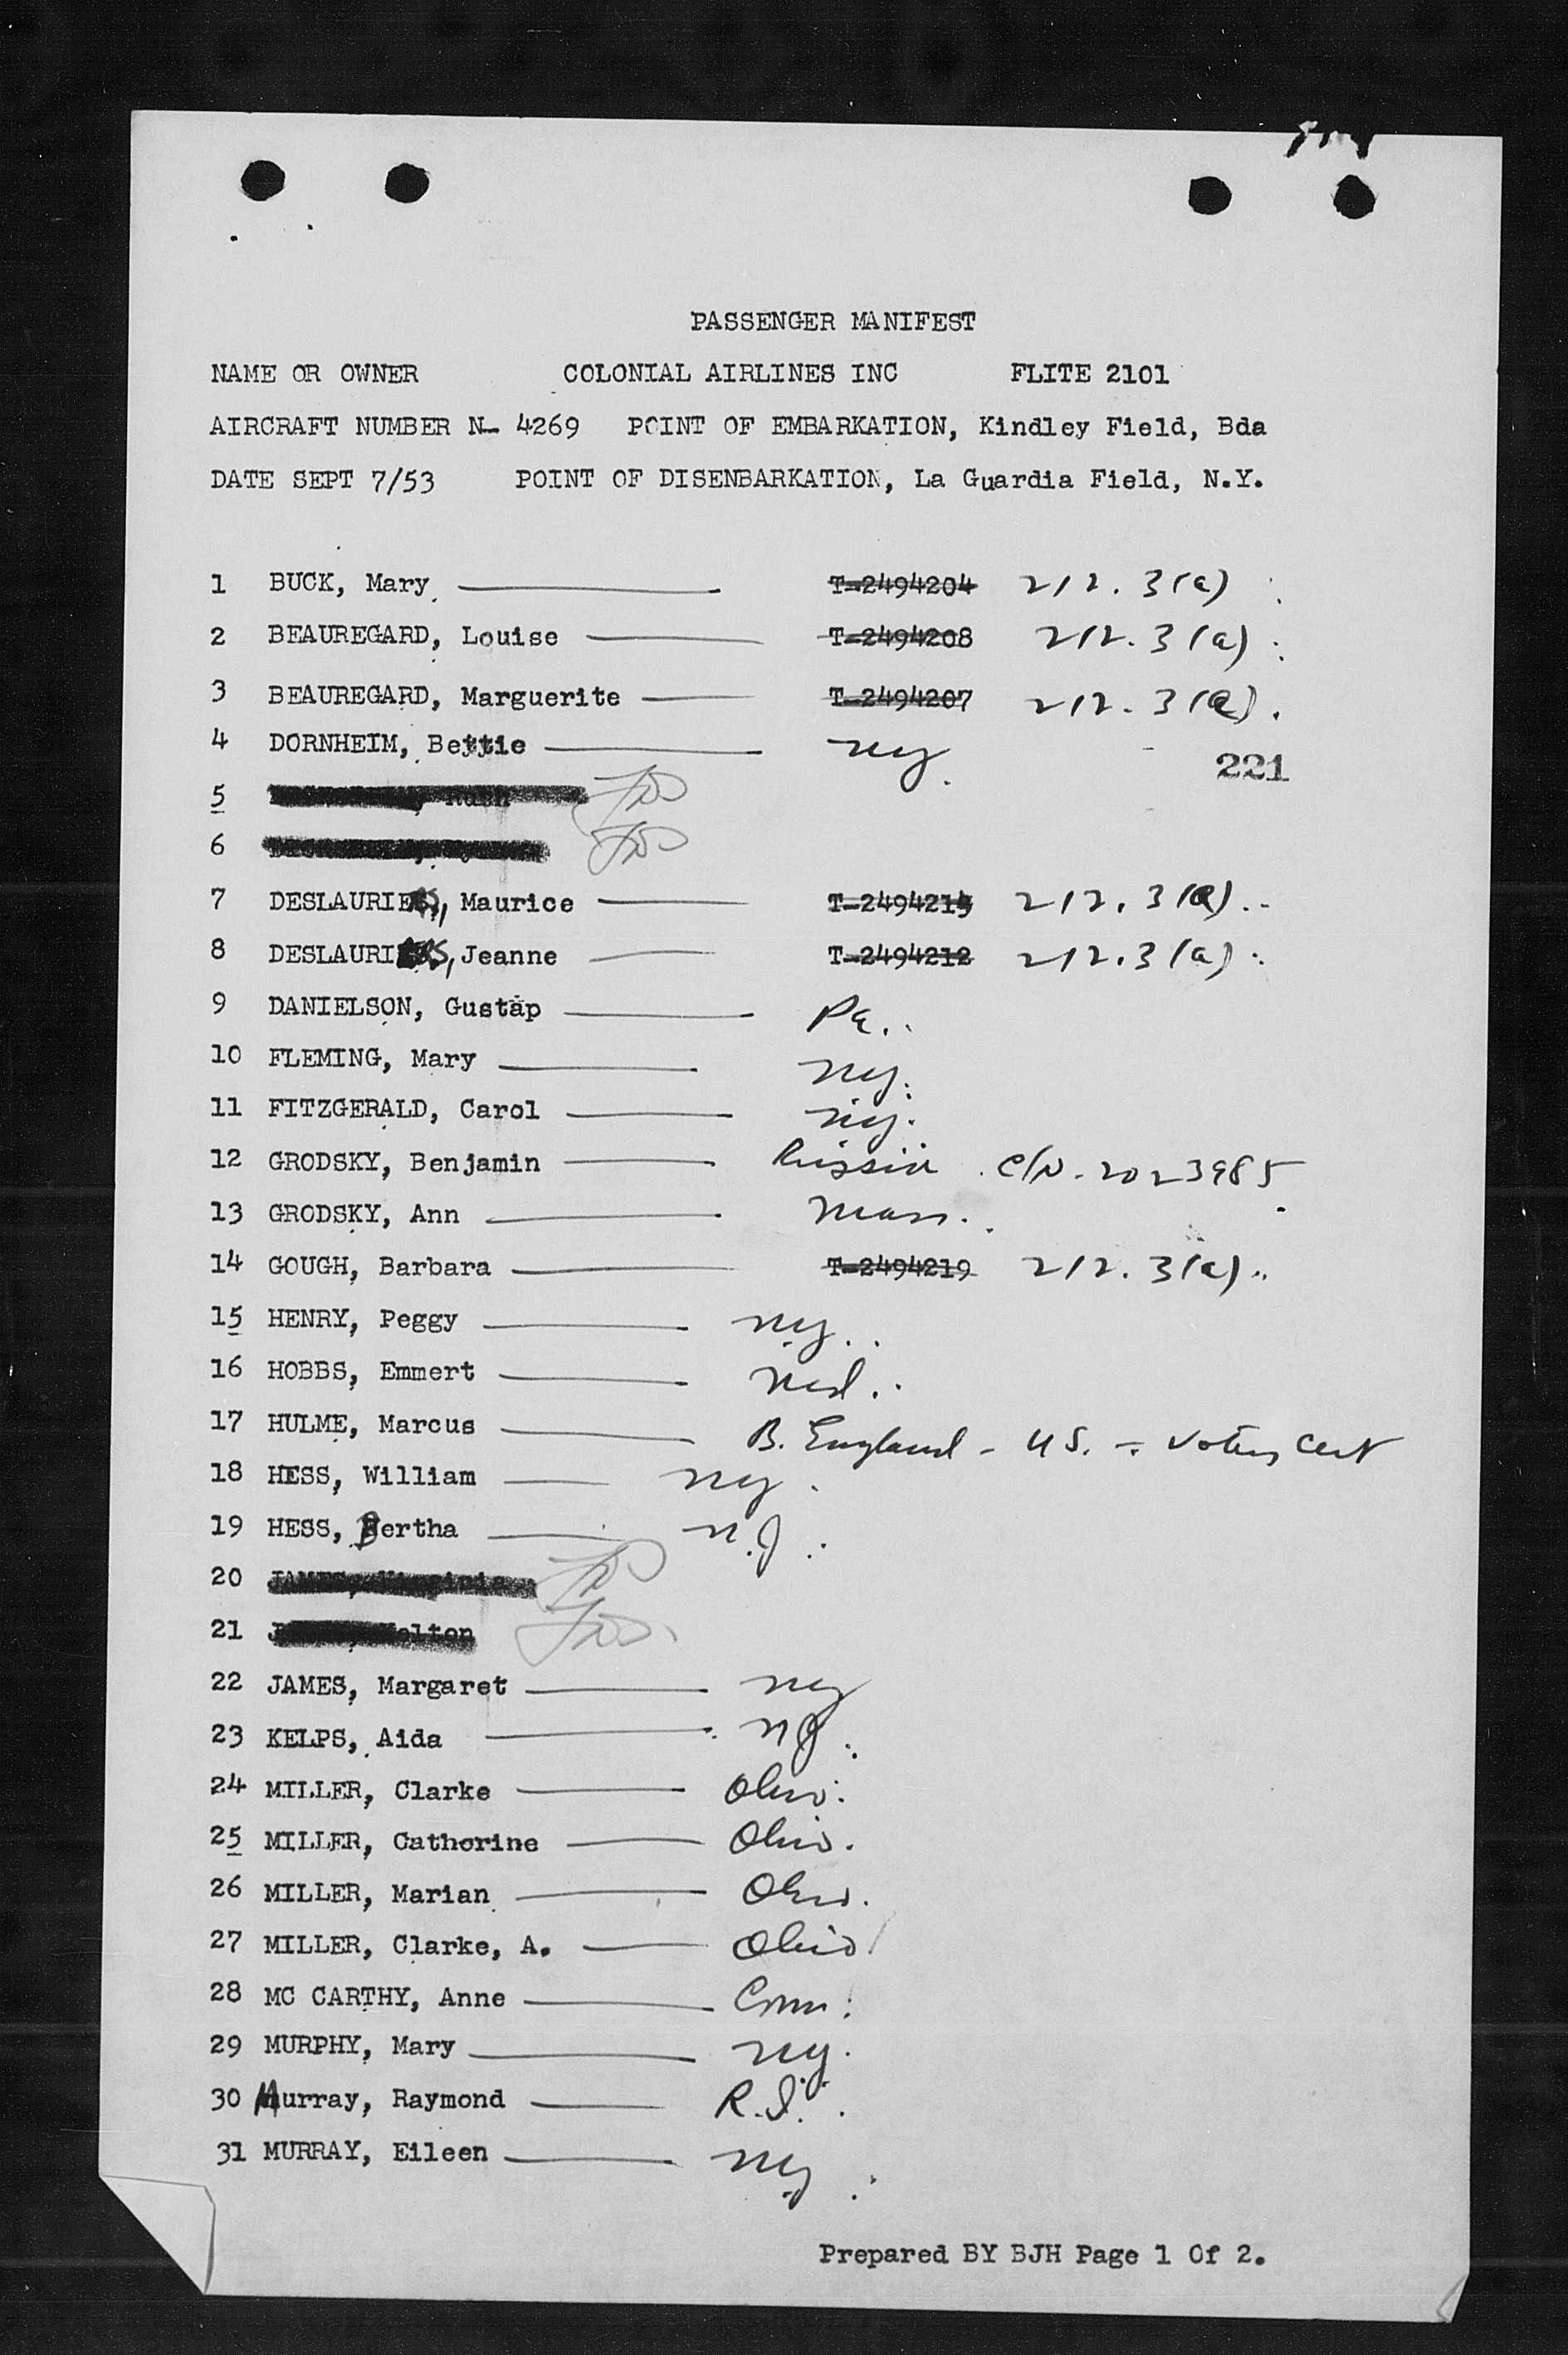 PASSENGER MANIFEST
NAME OR OWNER COLONIAL AIRLINES INC FLITE 2101
AIRCRAFT NUMBER N- 4269 POINT OF EMBARKATION, Kindley Field, Bda
DATE SEPT 7/53 POINT OF DISENBARKATION, La Guardia Field, N.Y.
1 BUCK, Mary T-2494204 212.3(a)
2 BEAUREGARD, Louise T-2494208 212.3(a)
3 BEAUREGARD, Marguerite T-2494207 212.3(a).
4 DORNHEIM, Bettie ny
221
5
6
7 DESLAURIERS, Maurice 212.3(a)
8 DESLAURIERS, Jeanne T-2494212 212.3(a)
9 DANIELSON, Gustap Pa.
10 FLEMING, Mary ny.
11 FITZGERALD, Carol ny.
12 GRODSKY, Benjamin Russia C/N-2023985
13 GRODSKY, Ann Mass.
14 GOUGH, Barbara T-2494219 212.3(a)
15 HENRY, Peggy ny.
16 HOBBS, Emmert Md.
17 HULME, Marcus B. England - US. - Voting Cert
18 HESS, William ny.
19 HESS, Bertha n.J.
20 JAMES, Virginia
21
22 JAMES, Margaret ny
23 KELPS, Aida NJ.
24 MILLER, Clarke Ohio.
25 MILLER, Catherine Ohio.
26 MILLER, Marian Ohio.
27 MILLER, Clarke, A. Ohio
28 MC CARTHY, Anne Conn.
29 MURPHY, Mary ny.
30 Murray, Raymond R.I.
31 MURRAY, Eileen ny
Prepared BY BJH Page 1 Of 2.